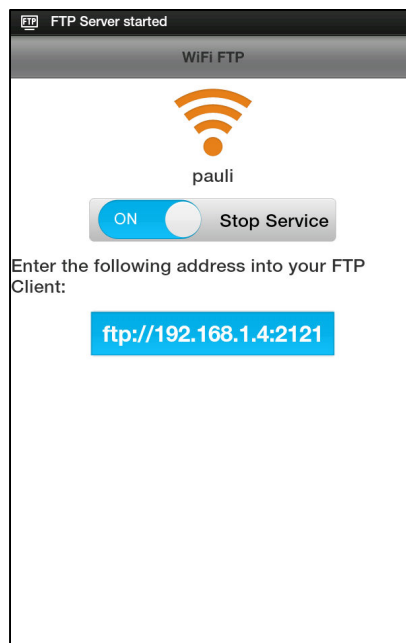 FTP FTP Server started
WiFi FTP
pauli
ON Stop Service
Enter the following address into your FTP
Client:
ftp://192.168.1.4:2121